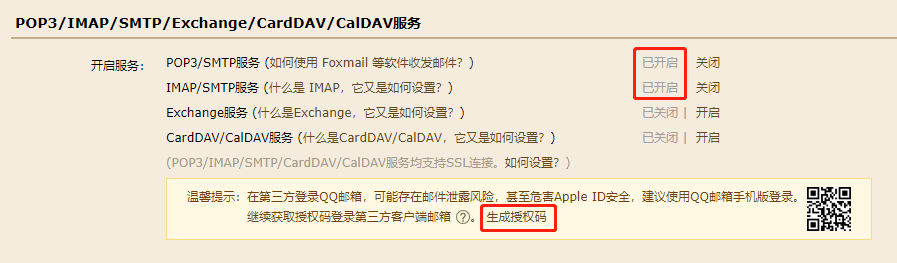 POP3/IMAP/SMTP/Exchange/CardDAV/CalDAV服务
开启服务： POP3/SMTP服务 (如何使用 Foxmail 等软件收发邮件？) 已开启 关闭
IMAP/SMTP服务 (什么是 IMAP，它又是如何设置？) 已开启 关闭
Exchange服务 (什么是Exchange，它又是如何设置？) 已关闭 | 开启
CardDAV/CalDAV服务 (什么是CardDAV/CalDAV，它又是如何设置？) 已关闭 | 开启
(POP3/IMAP/SMTP/CardDAV/CalDAV服务均支持SSL连接。如何设置？)
温馨提示：在第三方登录QQ邮箱，可能存在邮件泄露风险，甚至危害Apple ID安全，建议使用QQ邮箱手机版登录。
继续获取授权码登录第三方客户端邮箱 ?。生成授权码